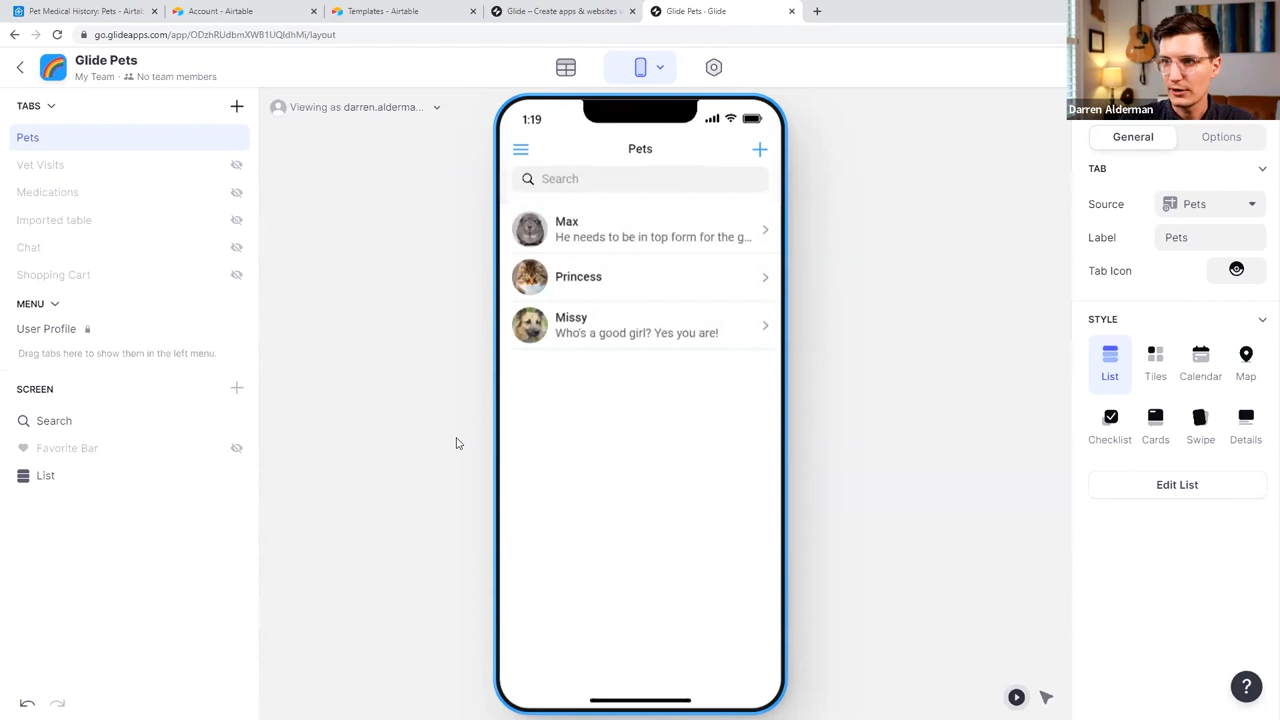 Pet Medical History: Pets - Airtabl
Account - Airtable
Templates - Airtable
Glide – Create apps & websites w
Glide Pets · Glide
go.glideapps.com/app/ODzhRUdbmXWB1UQIdhMi/layout
Glide Pets
My Team · No team members
TABS
Pets
Vet Visits
Medications
Imported table
Chat
Shopping Cart
MENU
User Profile
Drag tabs here to show them in the left menu.
SCREEN
Search
Favorite Bar
List
Viewing as darren.alderma...
1:19
Pets
Search
Max
He needs to be in top form for the g...
Princess
Missy
Who's a good girl? Yes you are!
Darren Alderman
General
Options
TAB
Source
Pets
Label
Pets
Tab Icon
STYLE
List
Tiles
Calendar
Map
Checklist
Cards
Swipe
Details
Edit List
?